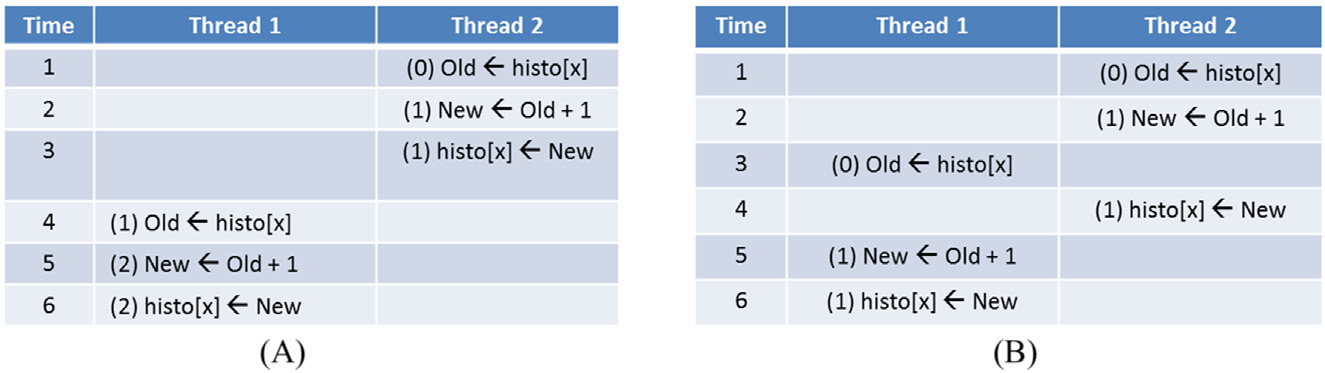 Time Thread 1 Thread 2
1 (0) Old ← histo[x]
2 (1) New ← Old + 1
3 (1) histo[x] ← New
4 (1) Old ← histo[x]
5 (2) New ← Old + 1
6 (2) histo[x] ← New
(A)
Time Thread 1 Thread 2
1 (0) Old ← histo[x]
2 (1) New ← Old + 1
3 (0) Old ← histo[x]
4 (1) histo[x] ← New
5 (1) New ← Old + 1
6 (1) histo[x] ← New
(B)